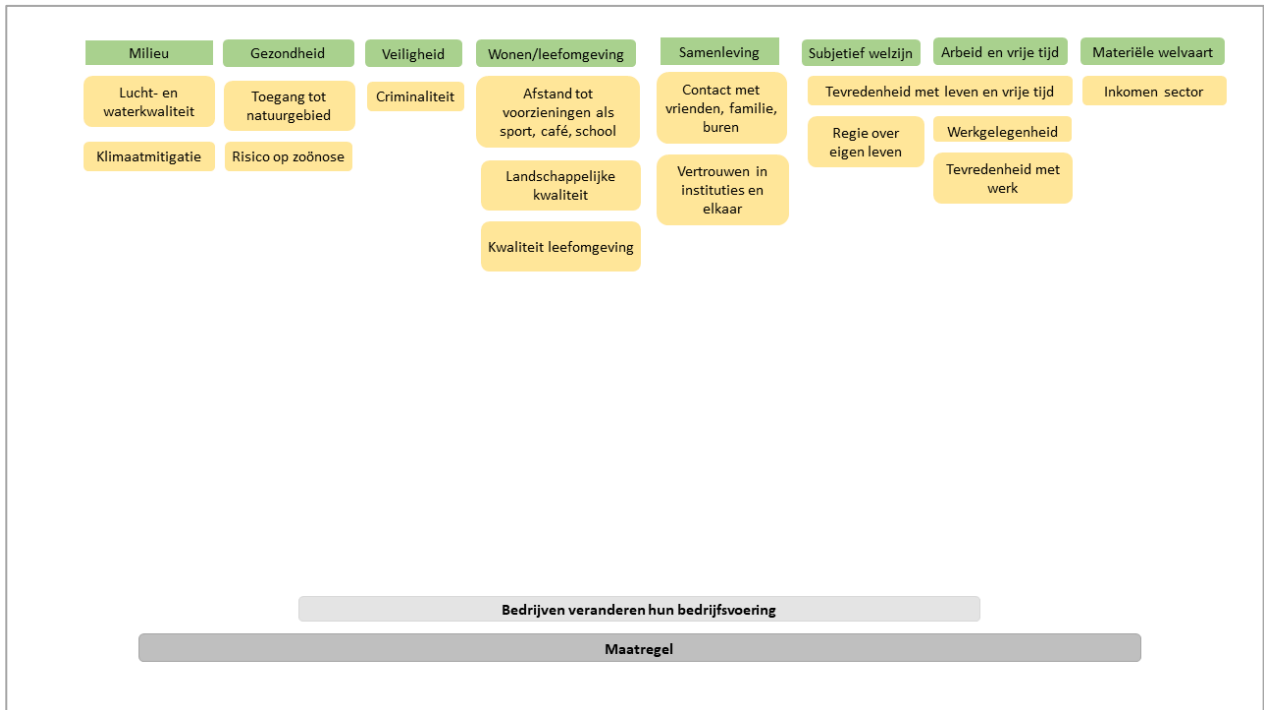 Milieu
Gezondheid
Veiligheid
Wonen/leefomgeving
Samenleving
Subjetief welzijn
Arbeid en vrije tijd
Materiële welvaart
Lucht- en
waterkwaliteit
Klimaatmitigatie
Toegang tot
natuurgebied
Risico op zoönose
Criminaliteit
Afstand tot
voorzieningen als
sport, café, school
Landschappelijke
kwaliteit
Kwaliteit leefomgeving
Contact met
vrienden, familie,
buren
Vertrouwen in
instituties en
elkaar
Tevredenheid met leven en vrije tijd
Regie over
eigen leven
Werkgelegenheid
Tevredenheid met
werk
Inkomen sector
Bedrijven veranderen hun bedrijfsvoering
Maatregel